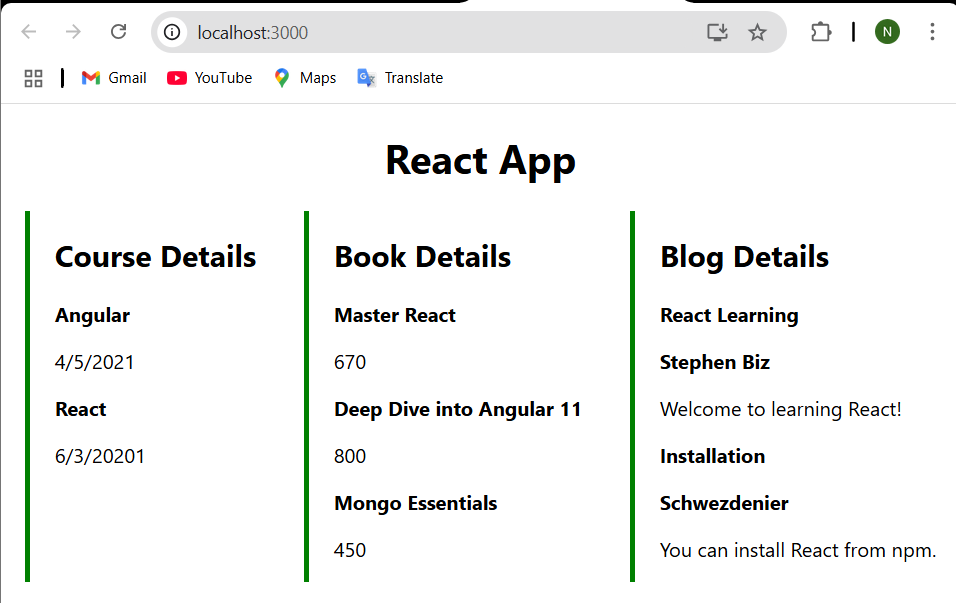 localhost:3000
N
Gmail YouTube Maps Translate
React App
Course Details
Angular
4/5/2021
React
6/3/20201
Book Details
Master React
670
Deep Dive into Angular 11
800
Mongo Essentials
450
Blog Details
React Learning
Stephen Biz
Welcome to learning React!
Installation
Schwezdenier
You can install React from npm.